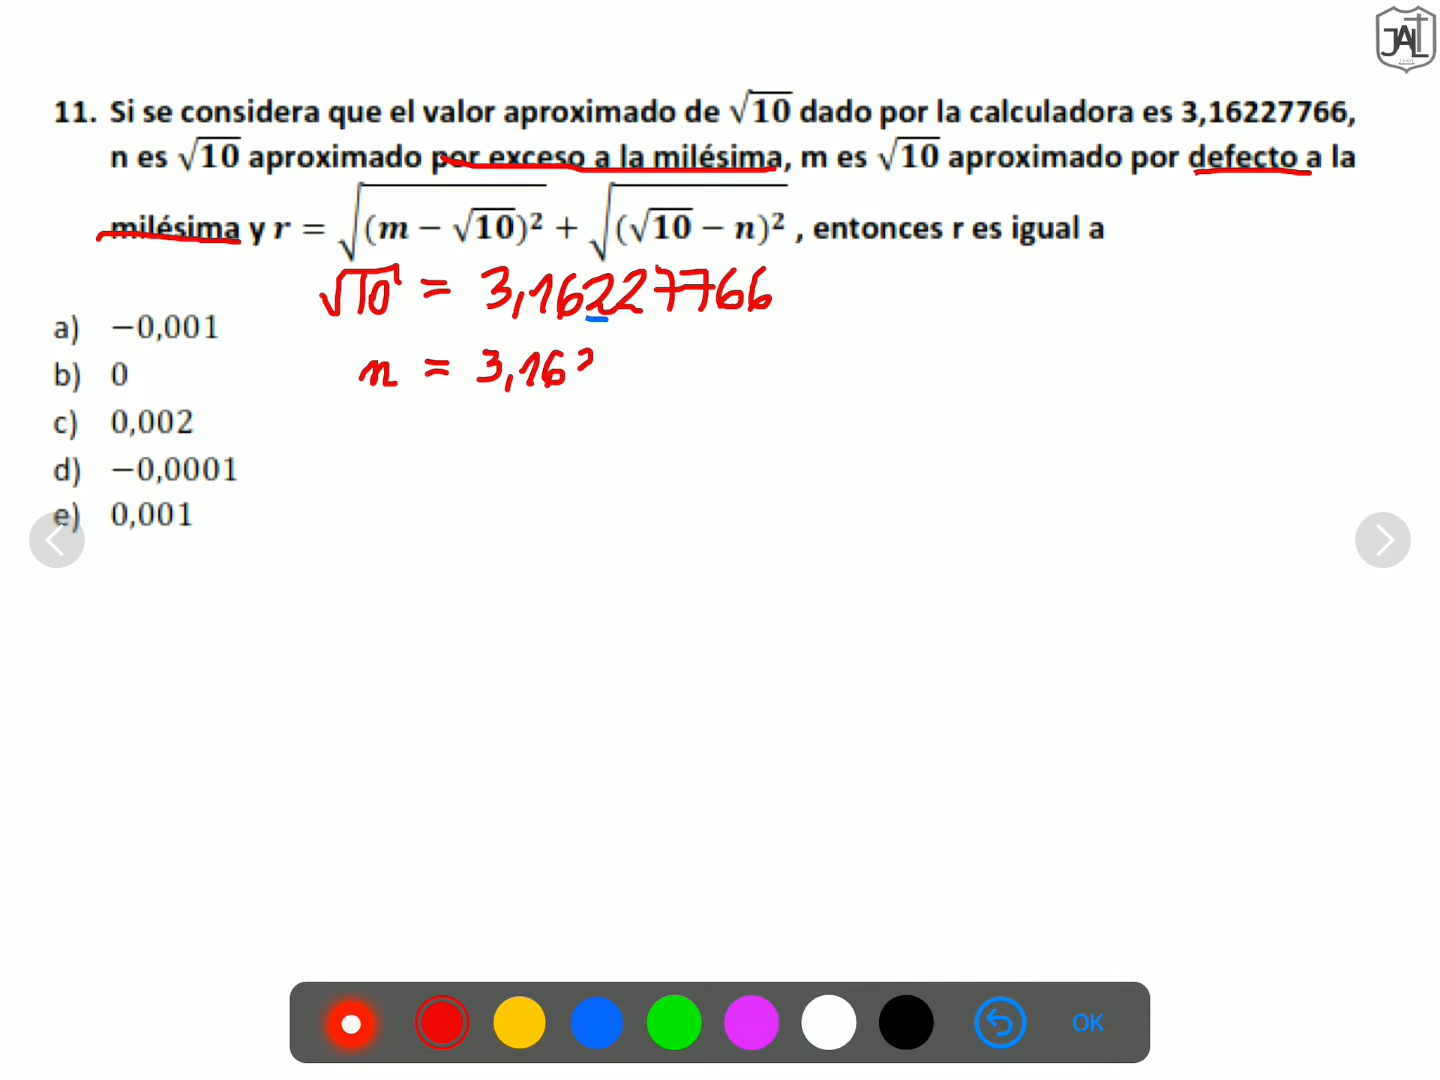 JALT
11. Si se considera que el valor aproximado de √10 dado por la calculadora es 3,16227766,
n es √10 aproximado por exceso a la milésima, m es √10 aproximado por defecto a la
milésima y r = √(m − √10)² + √(√10 − n)² , entonces r es igual a
√10 = 3,16227766
a) −0,001
n = 3,16
b) 0
c) 0,002
d) −0,0001
e) 0,001
OK